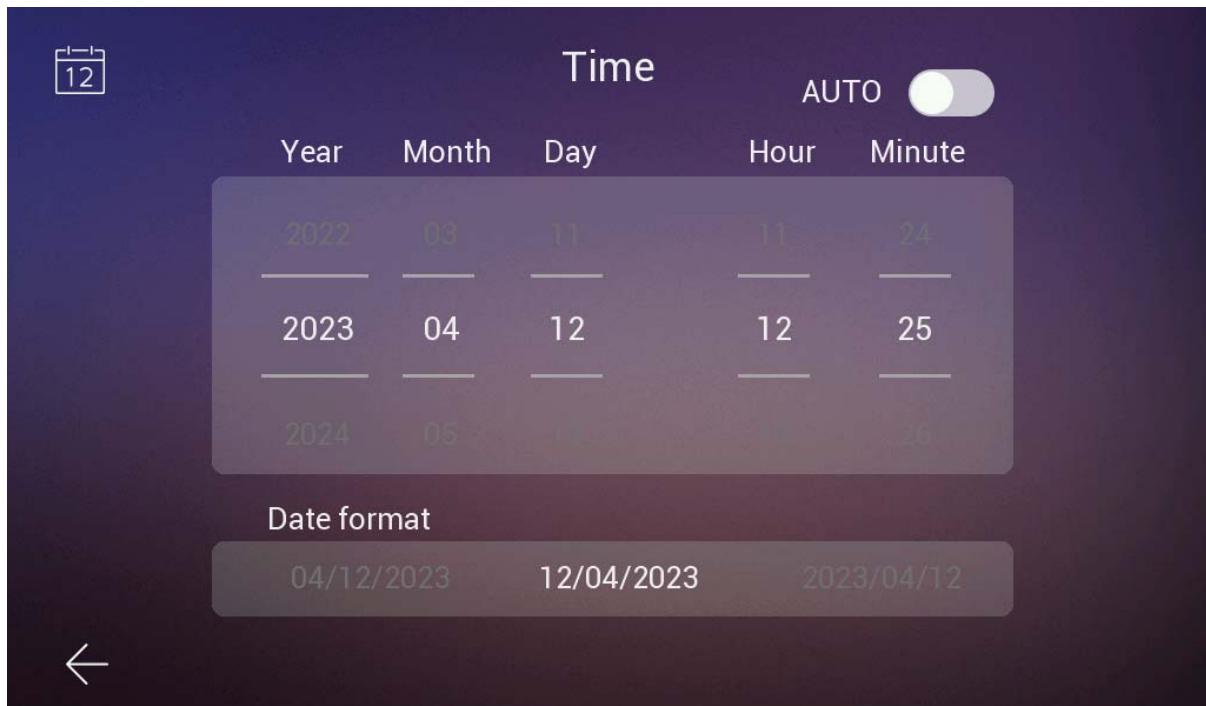 12
Time
AUTO
Year Month Day Hour Minute
2022 03 11 11 24
2023 04 12 12 25
2024 05 26
Date format
04/12/2023 12/04/2023 2023/04/12